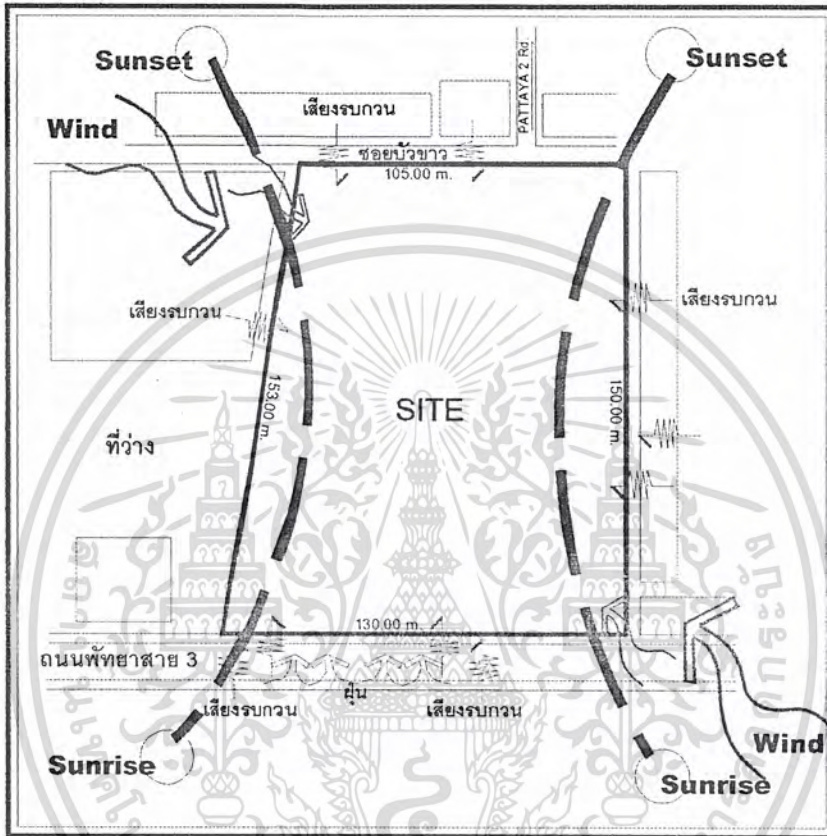 Sunset
Sunset
PATTAYA 2 Rd.
เสียงรบกวน
Wind
ซอยบัวขาว
105.00 m.
เสียงรบกวน
เสียงรบกวน
153.00 m.
150.00 m.
SITE
ที่ว่าง
130.00 m.
ถนนพัทยาสาย 3
ฝุ่น
เสียงรบกวน
เสียงรบกวน
Wind
Sunrise
Sunrise